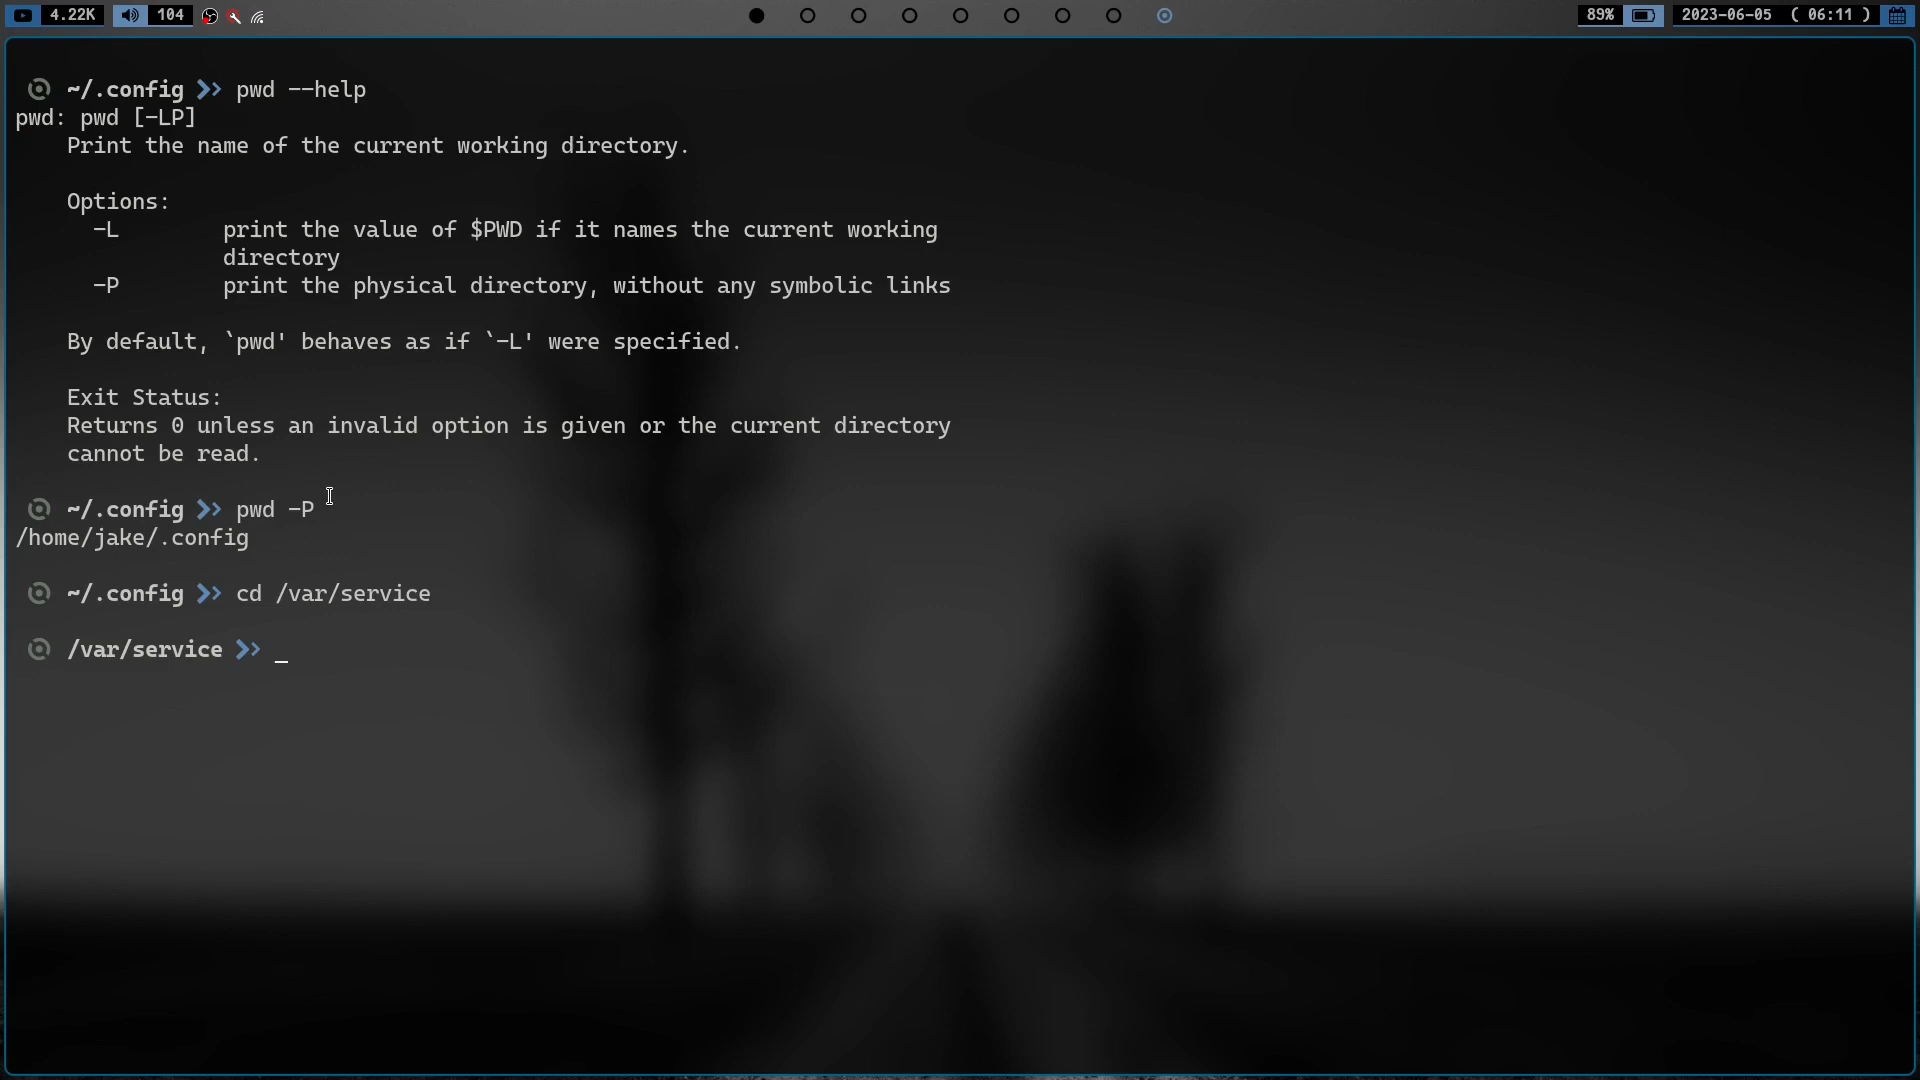 4.22K 104 89% 2023-06-05 ( 06:11 )
~/.config pwd --help
pwd: pwd [-LP]
Print the name of the current working directory.
Options:
-L print the value of $PWD if it names the current working
directory
-P print the physical directory, without any symbolic links
By default, `pwd' behaves as if `-L' were specified.
Exit Status:
Returns 0 unless an invalid option is given or the current directory
cannot be read.
~/.config pwd -P
/home/jake/.config
~/.config cd /var/service
/var/service _